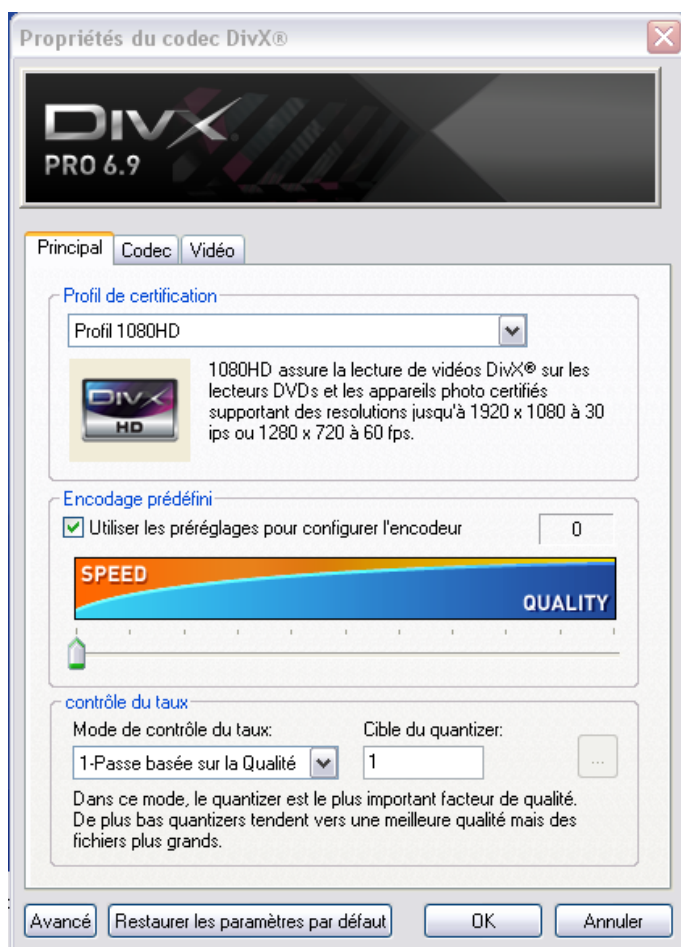 Propriétés du codec DivX®
DIVX
PRO 6.9
Principal Codec Vidéo
Profil de certification
Profil 1080HD
DIVX
HD
1080HD assure la lecture de vidéos DivX® sur les
lecteurs DVDs et les appareils photo certifiés
supportant des resolutions jusqu'à 1920 x 1080 à 30
ips ou 1280 x 720 à 60 fps.
Encodage prédéfini
Utiliser les préréglages pour configurer l'encodeur 0
SPEED
QUALITY
contrôle du taux
Mode de contrôle du taux: Cible du quantizer:
1-Passe basée sur la Qualité 1 ...
Dans ce mode, le quantizer est le plus important facteur de qualité.
De plus bas quantizers tendent vers une meilleure qualité mais des
fichiers plus grands.
Avancé Restaurer les paramètres par défaut OK Annuler